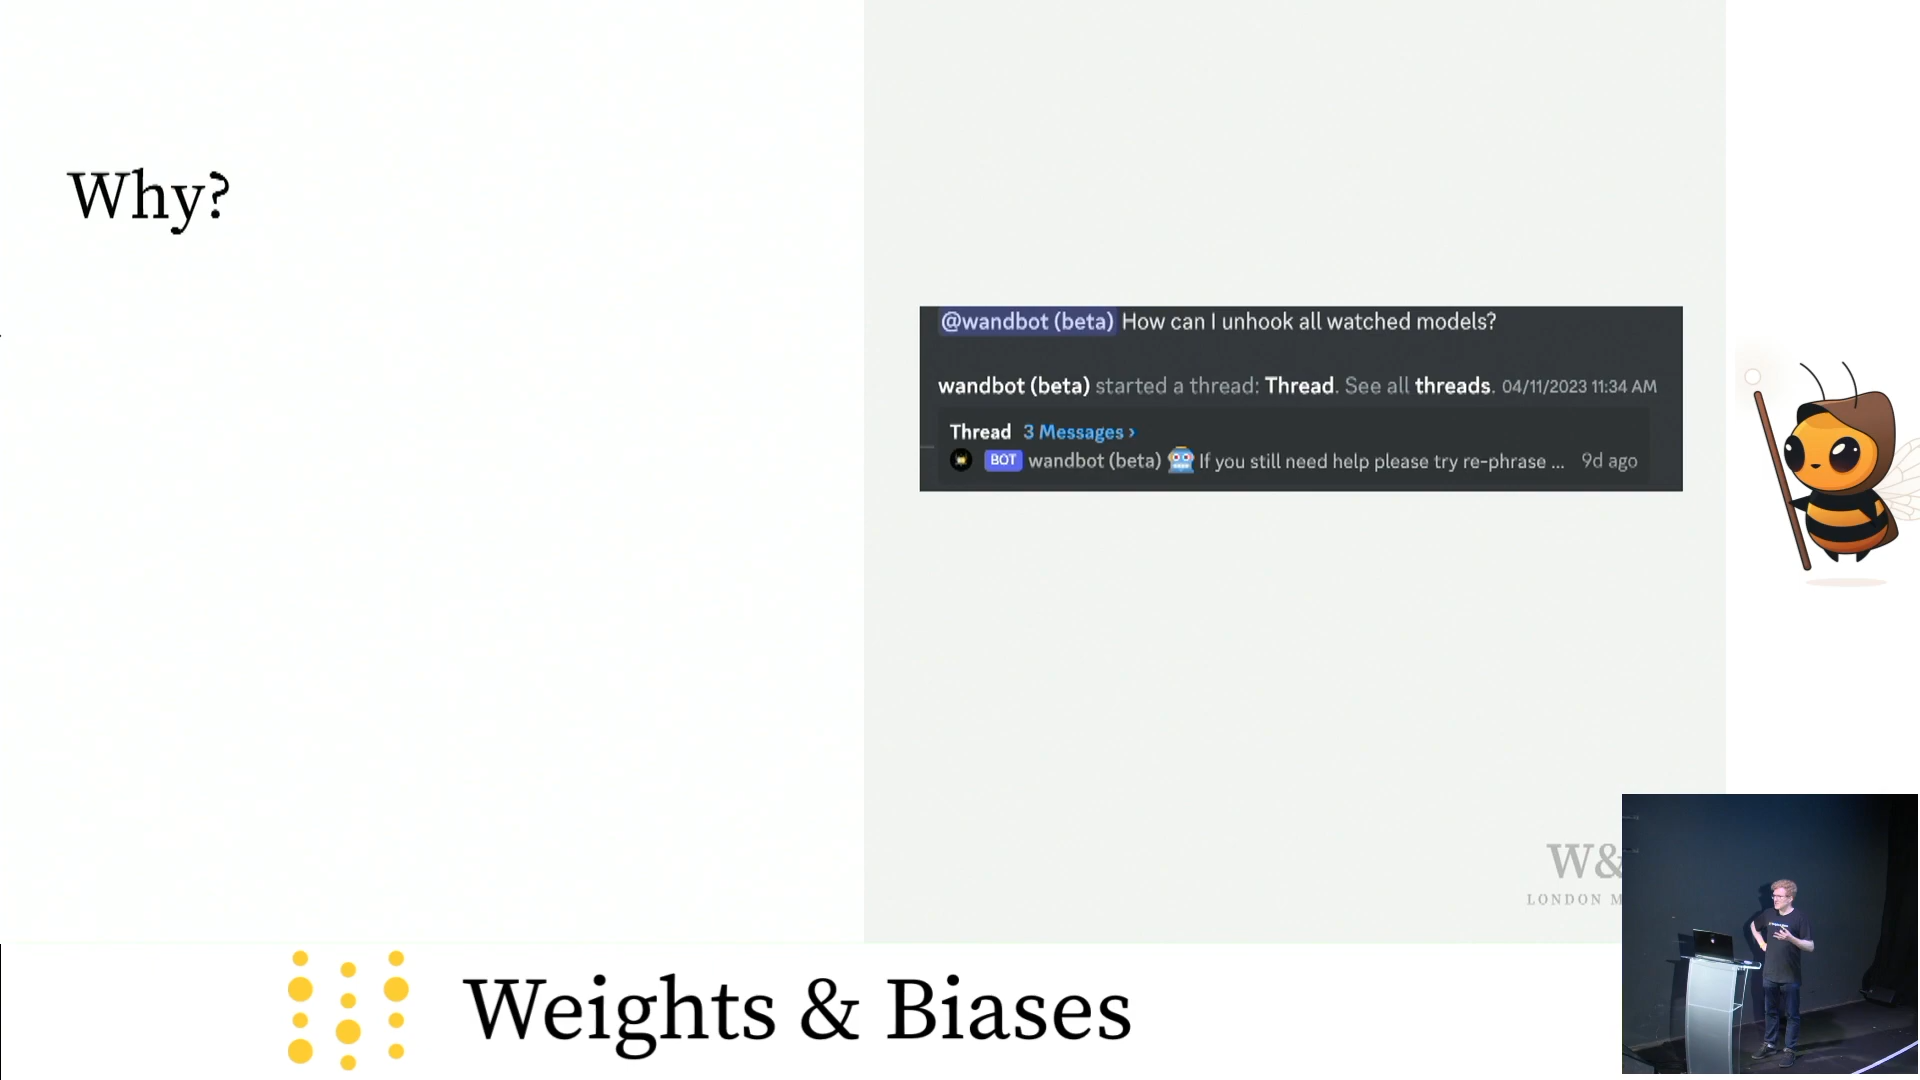 Why?
@wandbot (beta) How can I unhook all watched models?
wandbot (beta) started a thread: Thread. See all threads. 04/11/2023 11:34 AM
Thread 3 Messages ›
BOT wandbot (beta) 🤖 If you still need help please try re-phrase ... 9d ago
W&
LONDON M
Weights & Biases